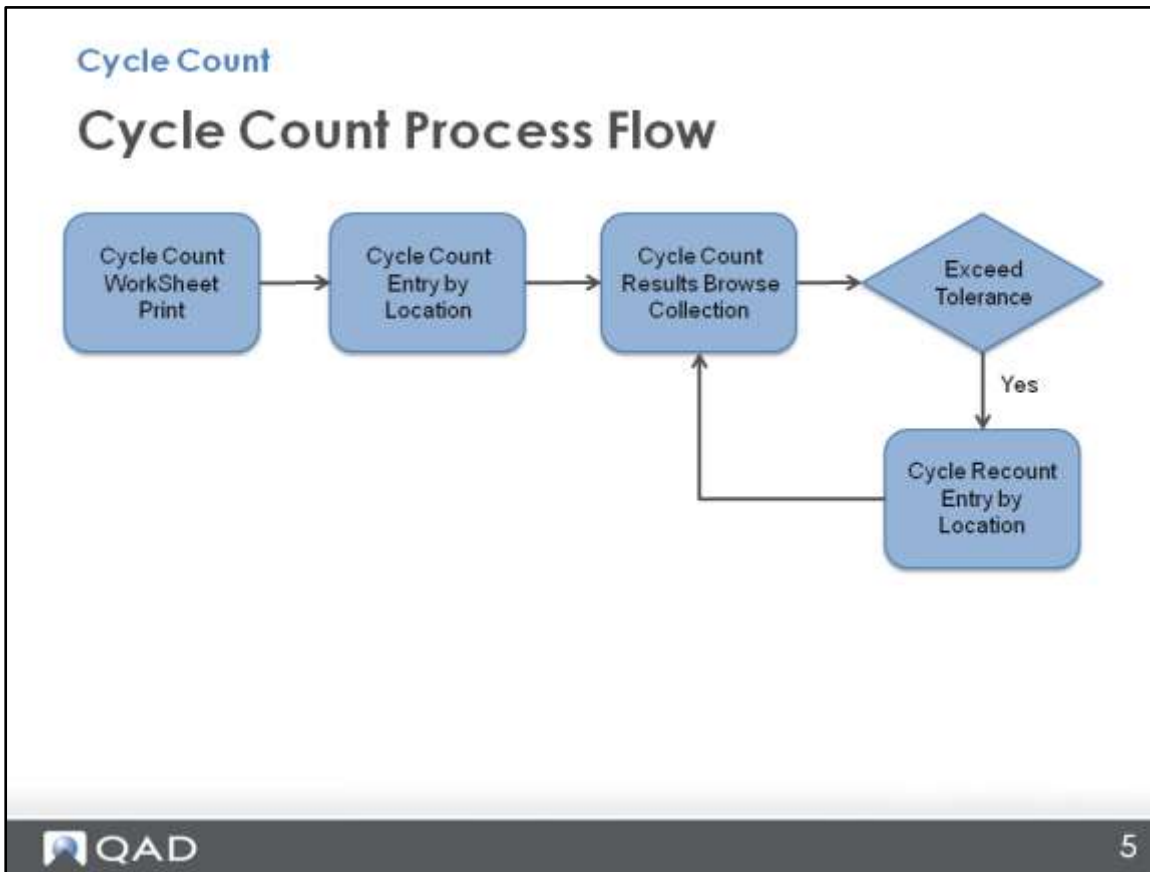 Cycle Count
Cycle Count Process Flow
Cycle Count
WorkSheet
Print
Cycle Count
Entry by
Location
Cycle Count
Results Browse
Collection
Exceed
Tolerance
Yes
Cycle Recount
Entry by
Location
QAD
5